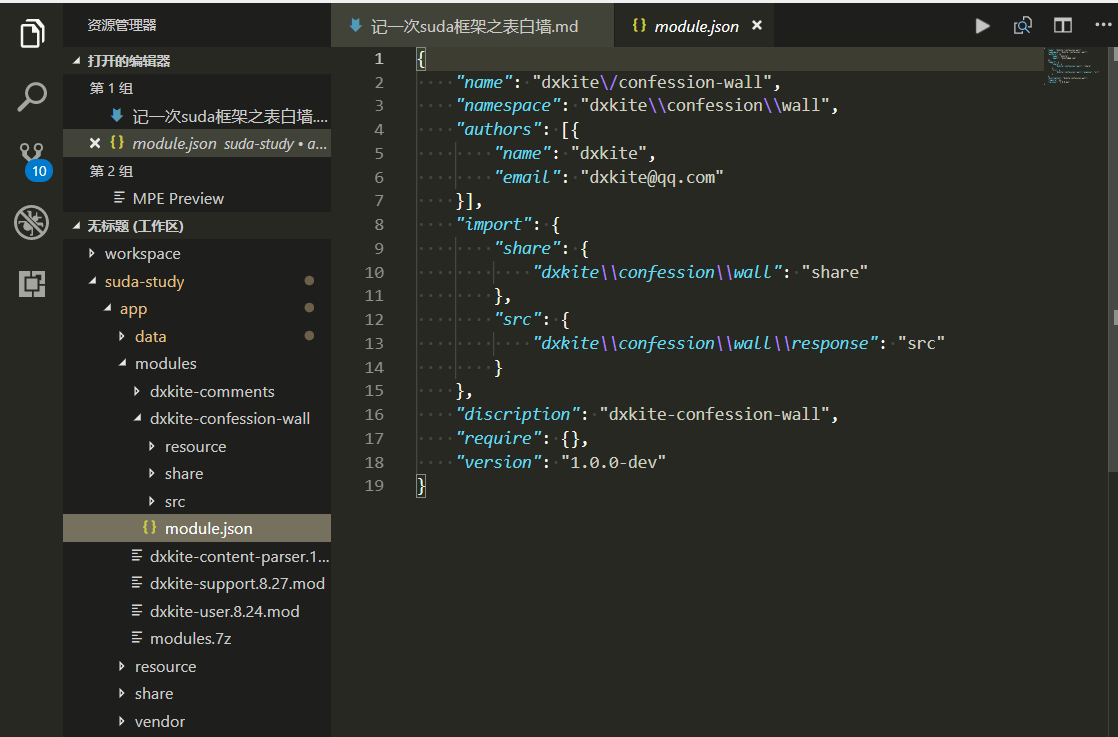 资源管理器
打开的编辑器
第 1 组
记一次suda框架之表白墙....
module.json suda-study • a...
第 2 组
MPE Preview
无标题 (工作区)
workspace
suda-study
app
data
modules
dxkite-comments
dxkite-confession-wall
resource
share
src
module.json
dxkite-content-parser.1...
dxkite-support.8.27.mod
dxkite-user.8.24.mod
modules.7z
resource
share
vendor
10
记一次suda框架之表白墙.md
module.json
1 {
2 "name": "dxkite\/confession-wall",
3 "namespace": "dxkite\\confession\\wall",
4 "authors": [{
5 "name": "dxkite",
6 "email": "dxkite@qq.com"
7 }],
8 "import": {
9 "share": {
10 "dxkite\\confession\\wall": "share"
11 },
12 "src": {
13 "dxkite\\confession\\wall\\response": "src"
14 }
15 },
16 "discription": "dxkite-confession-wall",
17 "require": {},
18 "version": "1.0.0-dev"
19 }